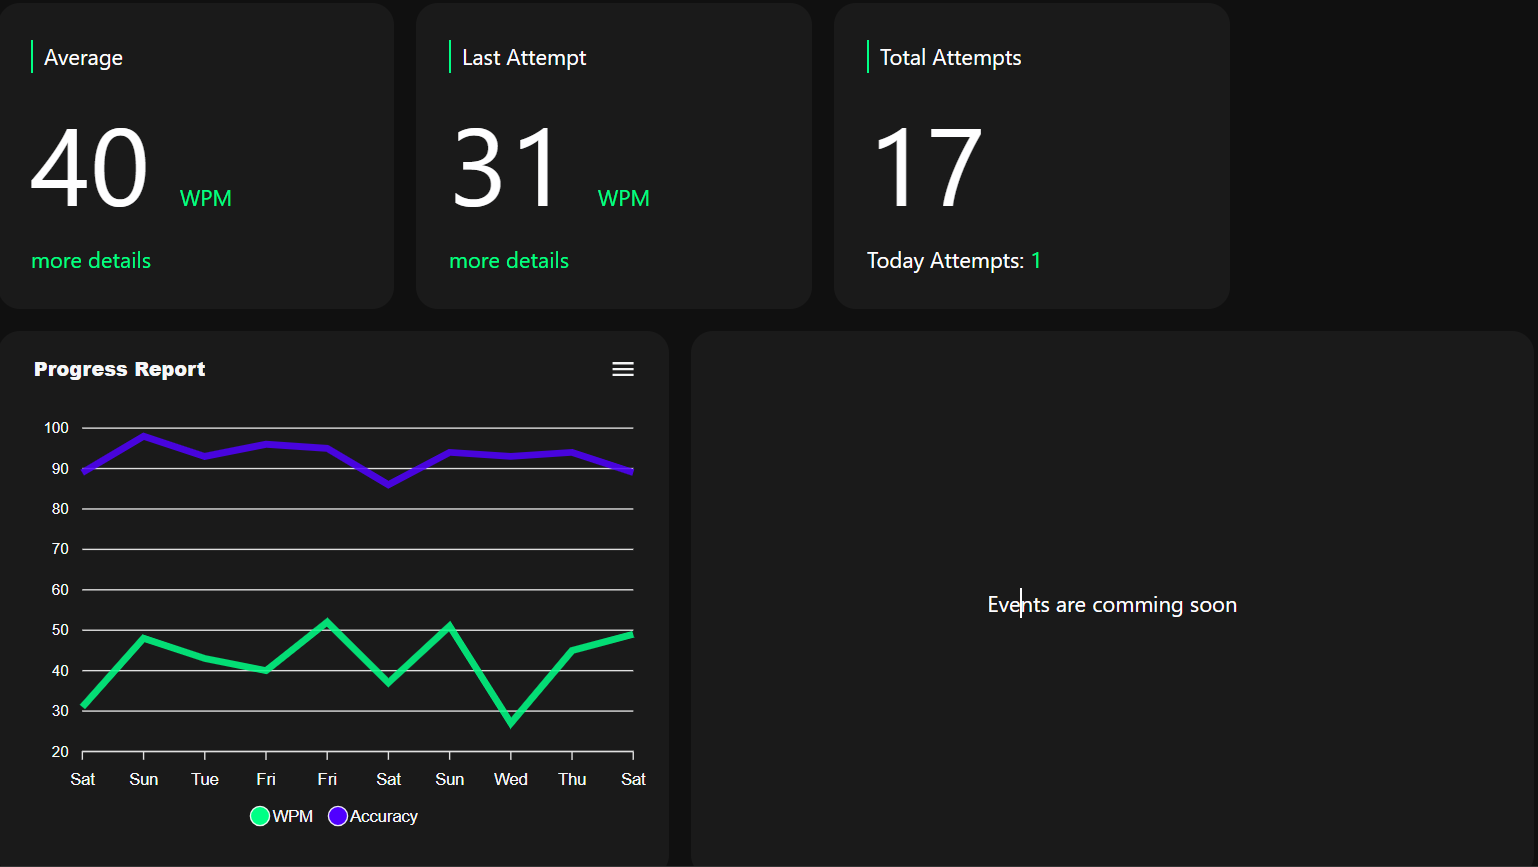 Average
40 WPM
more details
Last Attempt
31 WPM
more details
Total Attempts
17
Today Attempts: 1
Progress Report
100
90
80
70
60
50
40
30
20
Sat Sun Tue Fri Fri Sat Sun Wed Thu Sat
WPM Accuracy
Events are comming soon